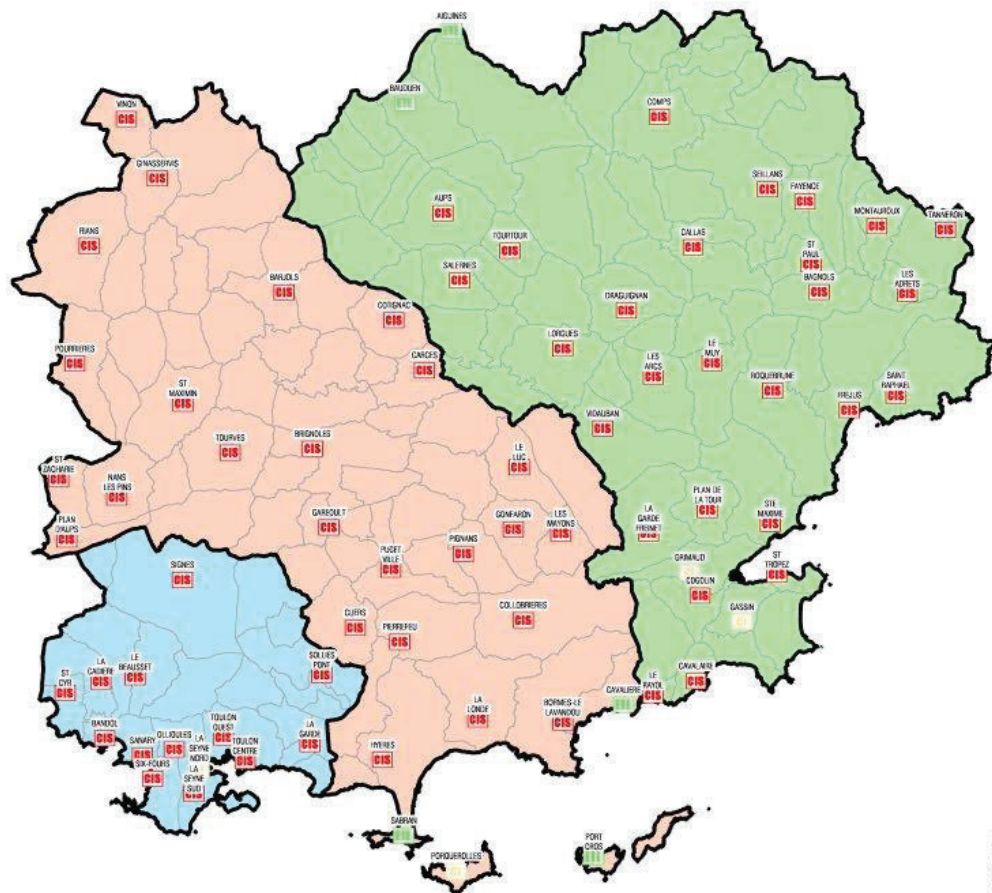 AIGUINES
BAUDUEN
VINON
CIS
COMPS
CIS
GINASSERVIS
CIS
SEILLANS
CIS
FAYENCE
CIS
AUPS
CIS
MONTAUROUX
CIS
TANNERON
CIS
RIANS
CIS
TOURTOUR
CIS
CALLAS
CIS
ST
PAUL
CIS
SALERNES
CIS
BAGNOLS
CIS
LES
ADRETS
CIS
BARJOLS
CIS
COTIGNAC
CIS
DRAGUIGNAN
CIS
LORGUES
CIS
LE
MUY
CIS
POURRIERES
CIS
CARCES
CIS
LES
ARCS
CIS
ROQUEBRUNE
CIS
SAINT
RAPHAEL
CIS
ST
MAXIMIN
CIS
FREJUS
CIS
VIDAUBAN
CIS
TOURVES
CIS
BRIGNOLES
CIS
LE
LUC
CIS
ST
ZACHARIE
CIS
NANS
LES PINS
CIS
PLAN DE
LA TOUR
CIS
STE
MAXIME
CIS
LA
GARDE
FREINET
CIS
PLAN
D'AUPS
CIS
GAREOULT
CIS
GONFARON
CIS
LES
MAYONS
CIS
PIGNANS
CIS
PUGET
VILLE
CIS
SIGNES
CIS
GRIMAUD
CI
ST
TROPEZ
CIS
COGOLIN
CIS
GASSIN
CI
CUERS
CIS
PIERREFEU
CIS
COLLOBRIERES
CIS
SOLLIES
PONT
CIS
LE
BEAUSSET
CIS
LA
CADIERE
CIS
ST
CYR
CIS
CAVALAIRE
CIS
LE
RAYOL
CIS
CAVALIERE
BORMES-LE
LAVANDOU
CIS
LA
LONDE
CIS
BANDOL
CIS
SANARY
CIS
OLLIOULES
CIS
TOULON
OUEST
CIS
TOULON
CENTRE
CIS
LA
GARDE
CIS
HYERES
CIS
LA
SEYNE
NORD
SIX-FOURS
CIS
LA
SEYNE
SUD
CIS
SABRAN
PORQUEROLLES
CI
PORT
CROS